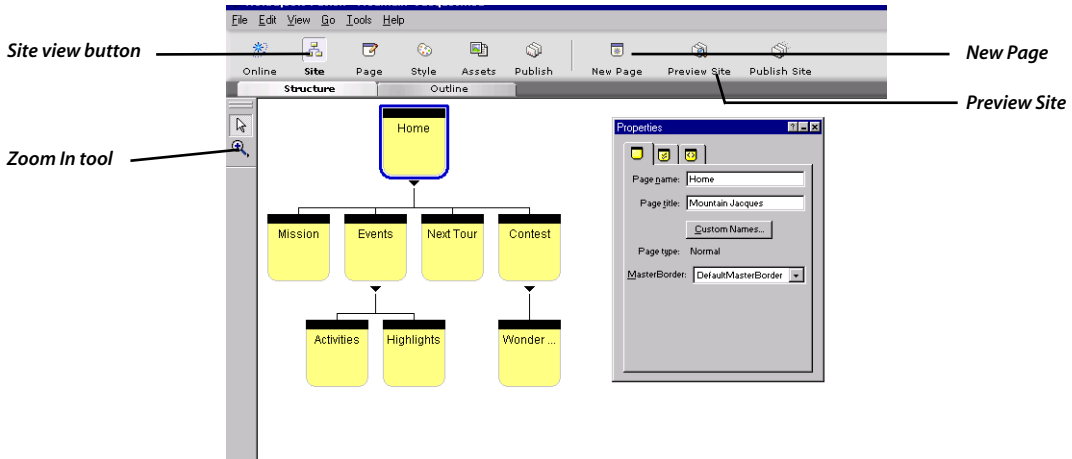 File Edit View Go Tools Help
Site view button
New Page
Online Site Page Style Assets Publish New Page Preview Site Publish Site
Structure Outline
Preview Site
Zoom In tool
Home
Properties
Page name: Home
Page title: Mountain Jacques
Custom Names...
Page type: Normal
MasterBorder: DefaultMasterBorder
Mission Events Next Tour Contest
Activities Highlights Wonder ...